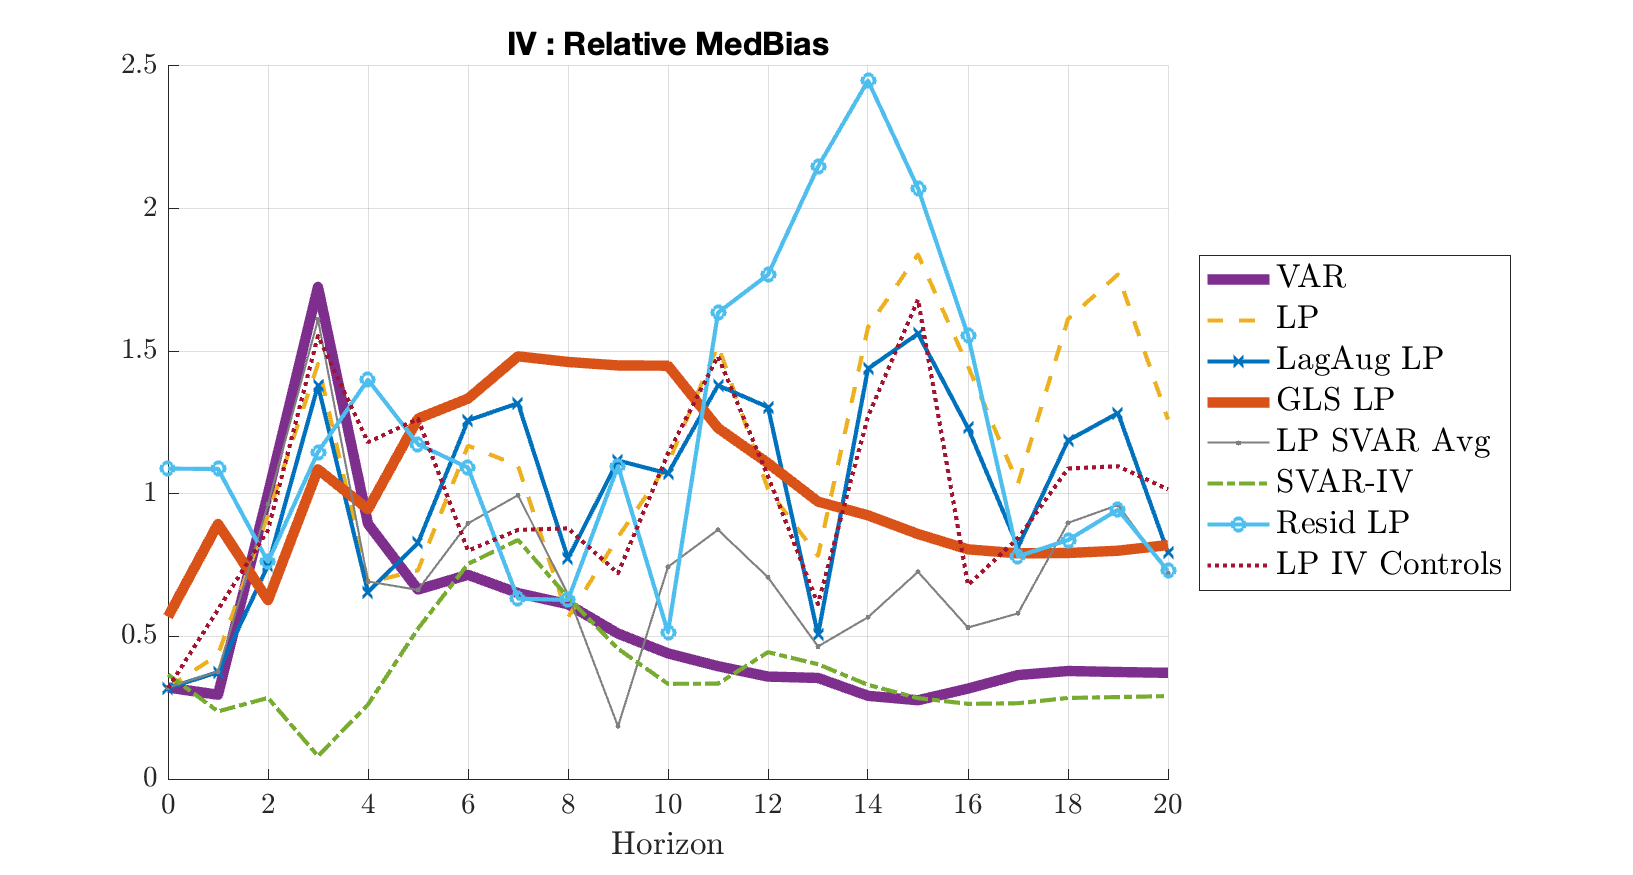 IV : Relative MedBias
2.5
2
1.5
1
0.5
0
0 2 4 6 8 10 12 14 16 18 20
Horizon
VAR
LP
LagAug LP
GLS LP
LP SVAR Avg
SVAR-IV
Resid LP
LP IV Controls